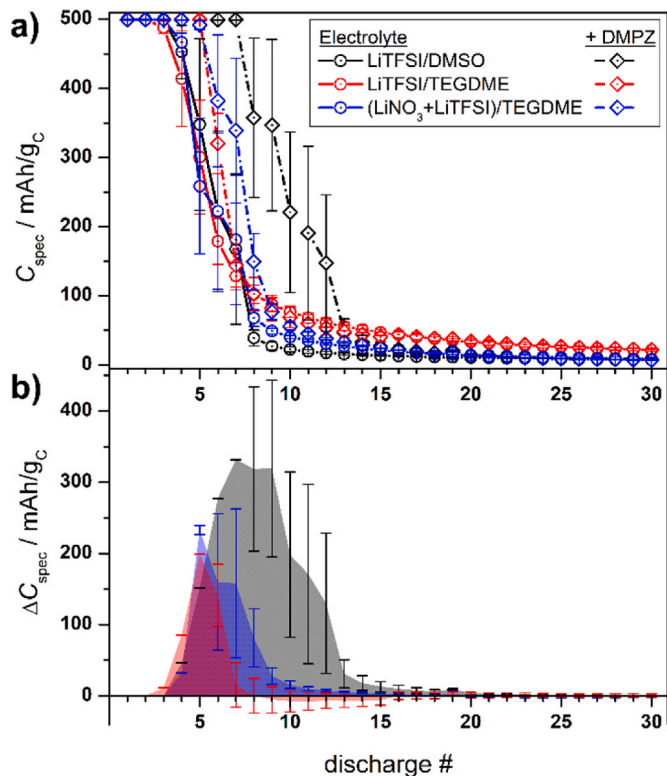 a)
500
400
300
200
100
0
C_spec / mAh/g_C
Electrolyte + DMPZ
LiTFSI/DMSO
LiTFSI/TEGDME
(LiNO₃+LiTFSI)/TEGDME
5 10 15 20 25 30
b)
400
300
200
100
0
ΔC_spec / mAh/g_C
5 10 15 20 25 30
discharge #